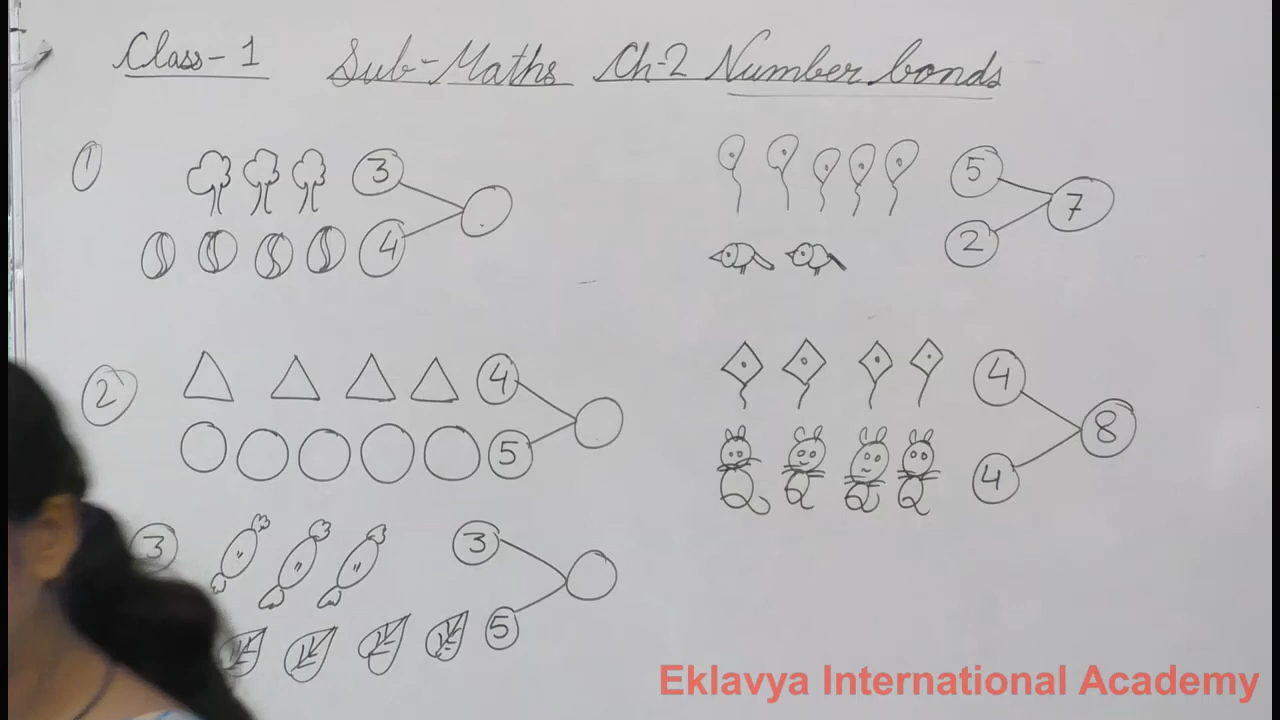 Class-1 Sub-Maths Ch-2 Number bonds
1 3 5
4 2 7
2 4 4
5 4 8
3 3
5
Eklavya International Academy